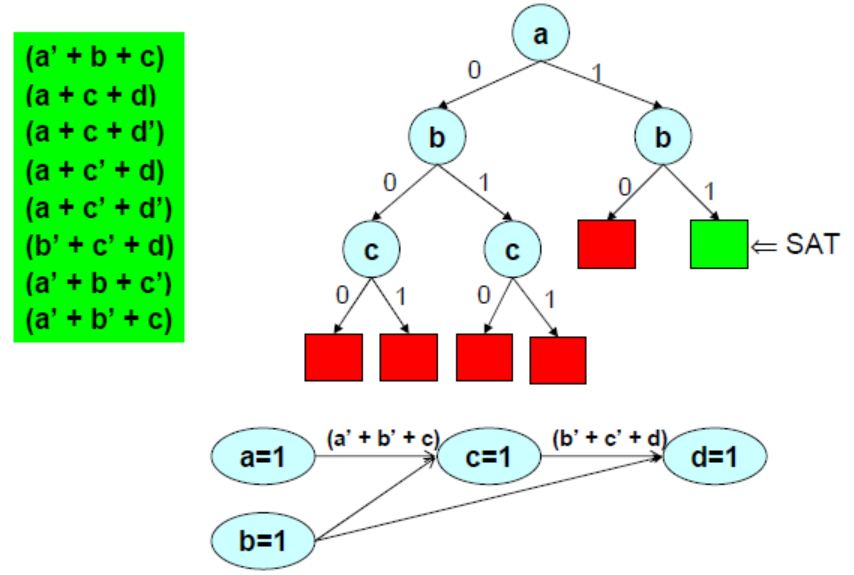 (a' + b + c)
(a + c + d)
(a + c + d')
(a + c' + d)
(a + c' + d')
(b' + c' + d)
(a' + b + c')
(a' + b' + c)
a
0 1
b b
0 1 0 1
c c ⇐ SAT
0 1 0 1
(a' + b' + c) (b' + c' + d)
a=1 c=1 d=1
b=1